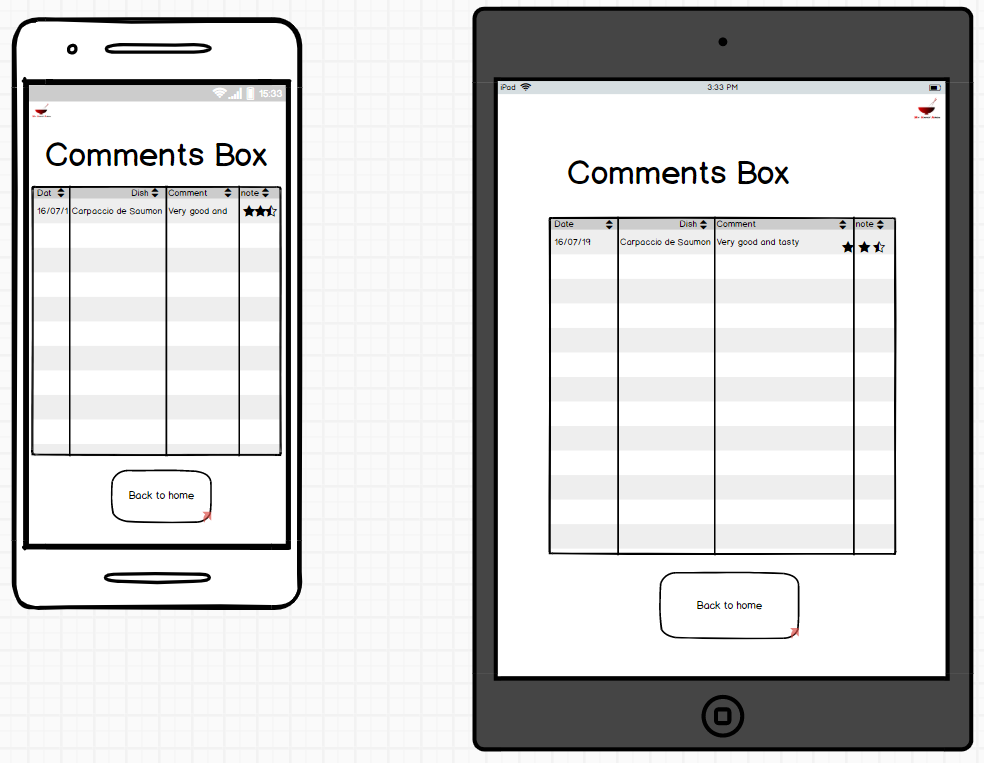 15:33
Comments Box
Dat Dish Comment note
16/07/1 Carpaccio de Saumon Very good and
Back to home
iPad 3:33 PM
Comments Box
Date Dish Comment note
16/07/19 Carpaccio de Saumon Very good and tasty
Back to home